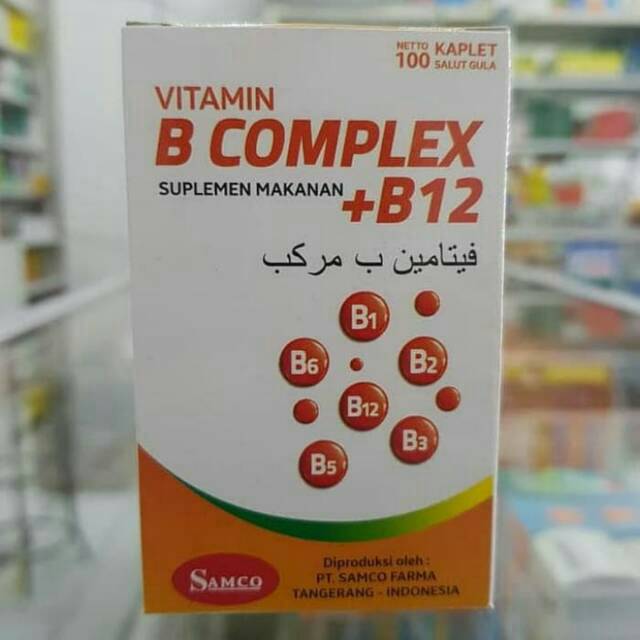 NETTO 100 KAPLET SALUT GULA
VITAMIN
B COMPLEX
SUPLEMEN MAKANAN +B12
فيتامين ب مركب
B1
B6
B2
B12
B3
B5
SAMCO
Diproduksi oleh :
PT. SAMCO FARMA
TANGERANG - INDONESIA